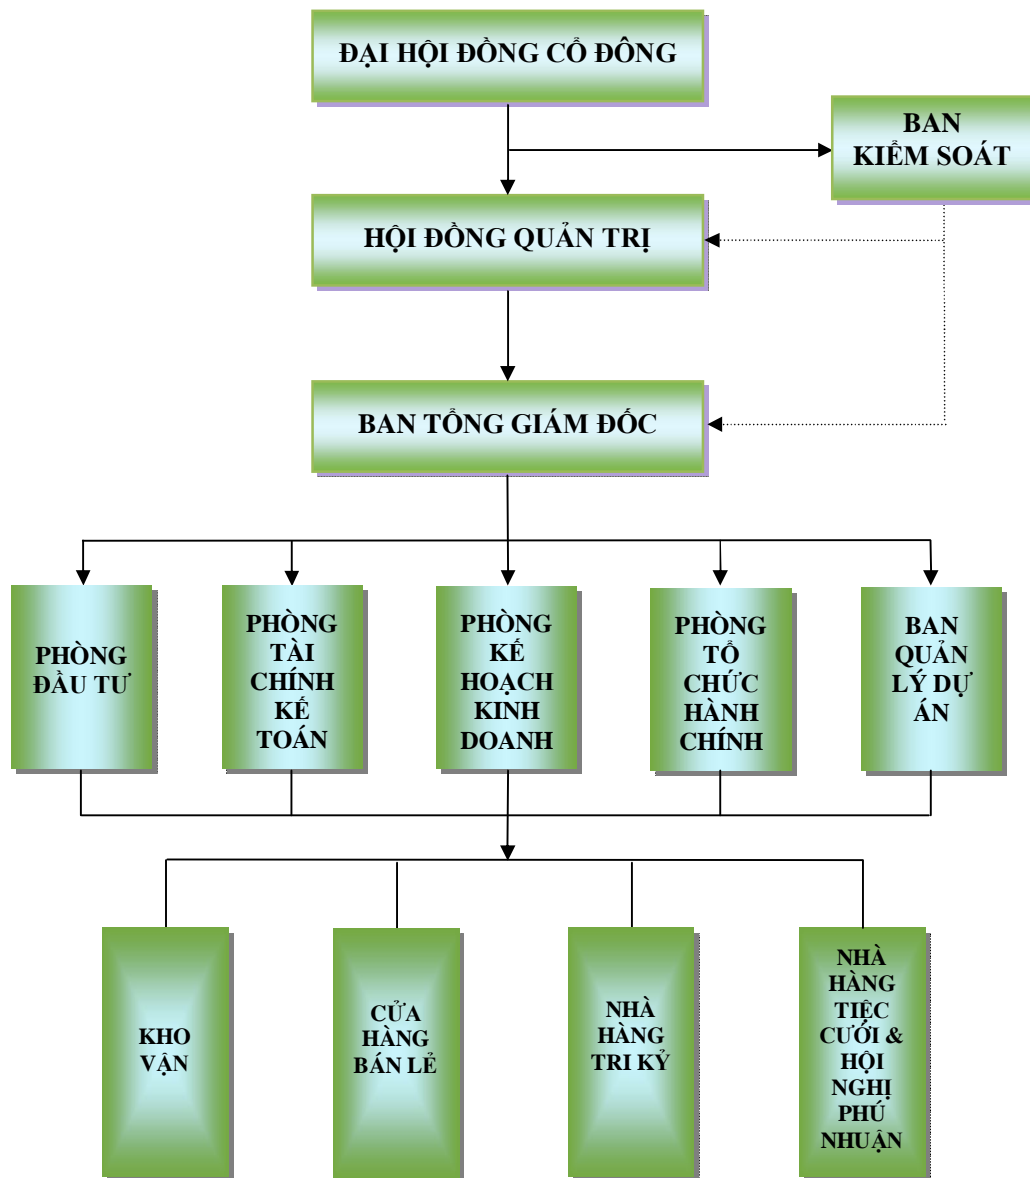 ĐẠI HỘI ĐỒNG CỔ ĐÔNG
BAN
KIỂM SOÁT
HỘI ĐỒNG QUẢN TRỊ
BAN TỔNG GIÁM ĐỐC
PHÒNG
ĐẦU TƯ
PHÒNG
TÀI
CHÍNH
KẾ
TOÁN
PHÒNG
KẾ
HOẠCH
KINH
DOANH
PHÒNG
TỔ
CHỨC
HÀNH
CHÍNH
BAN
QUẢN
LÝ DỰ
ÁN
KHO
VẬN
CỬA
HÀNG
BÁN LẺ
NHÀ
HÀNG
TRI KỶ
NHÀ
HÀNG
TIỆC
CƯỚI &
HỘI
NGHỊ
PHÚ
NHUẬN